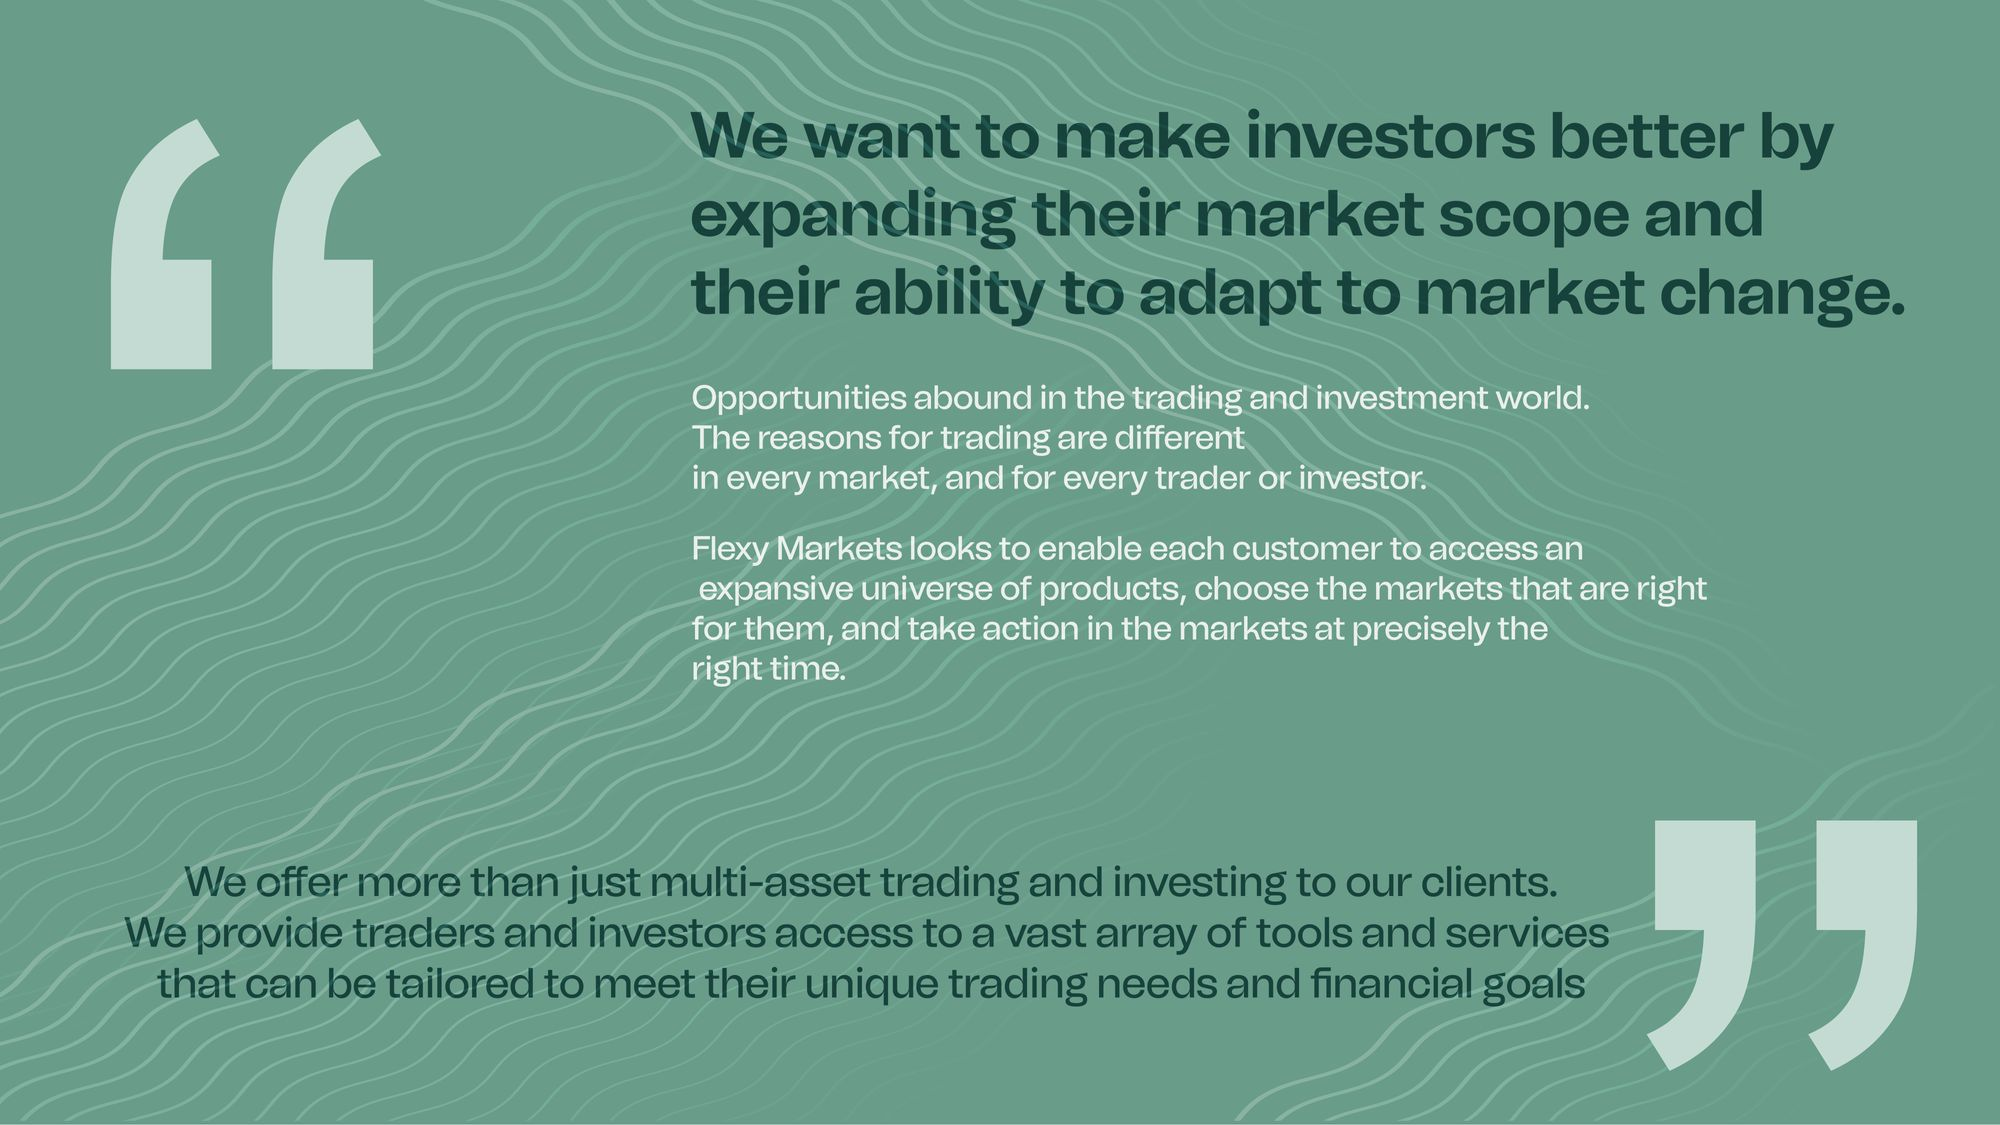 We want to make investors better by
expanding their market scope and
their ability to adapt to market change.
Opportunities abound in the trading and investment world.
The reasons for trading are different
in every market, and for every trader or investor.
Flexy Markets looks to enable each customer to access an
expansive universe of products, choose the markets that are right
for them, and take action in the markets at precisely the
right time.
We offer more than just multi-asset trading and investing to our clients.
We provide traders and investors access to a vast array of tools and services
that can be tailored to meet their unique trading needs and financial goals